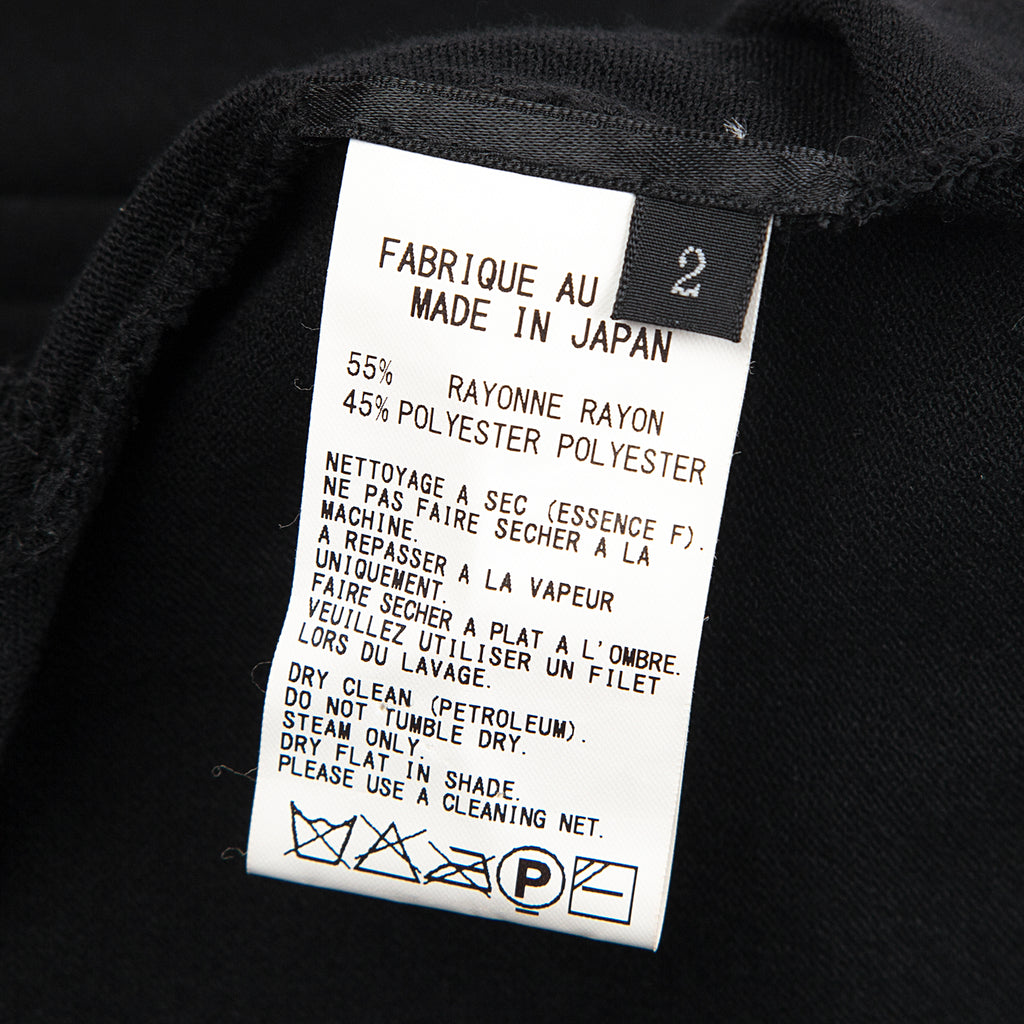 2
FABRIQUE AU
MADE IN JAPAN
55% RAYONNE RAYON
45% POLYESTER POLYESTER
NETTOYAGE A SEC (ESSENCE F).
NE PAS FAIRE SECHER A LA
MACHINE.
A REPASSER A LA VAPEUR
UNIQUEMENT.
FAIRE SECHER A PLAT A L'OMBRE.
VEUILLEZ UTILISER UN FILET
LORS DU LAVAGE.
DRY CLEAN (PETROLEUM).
DO NOT TUMBLE DRY.
STEAM ONLY.
DRY FLAT IN SHADE.
PLEASE USE A CLEANING NET.
P